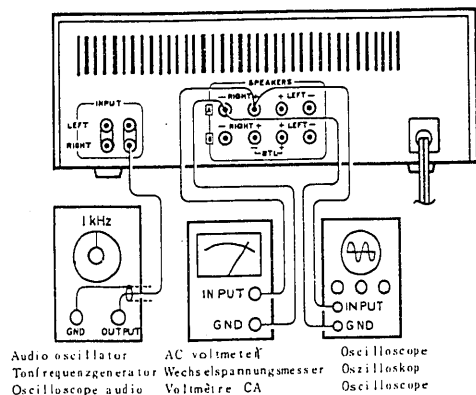 SPEAKERS
INPUT
A - RIGHT + + LEFT -
LEFT
B - RIGHT + + LEFT -
RIGHT
- BTL +
1 kHz
INPUT
GND
GND OUTPUT
INPUT
GND
Audio oscillator
Tonfrequenzgenerator
Oscilloscope audio
AC voltmeter
Wechselspannungsmesser
Voltmètre CA
Oscilloscope
Oszilloskop
Oscilloscope